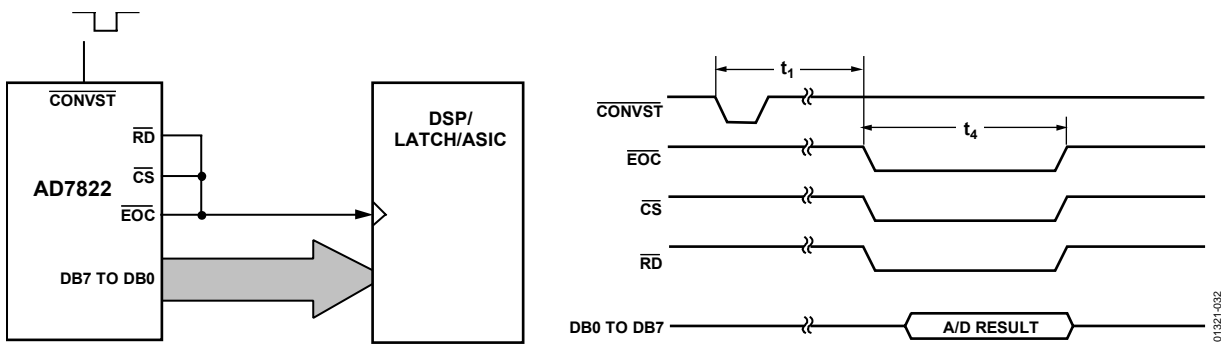 CONVST
RD
CS
EOC
AD7822
DB7 TO DB0
DSP/
LATCH/ASIC
t1
CONVST
t4
EOC
CS
RD
DB0 TO DB7
A/D RESULT
01321-032